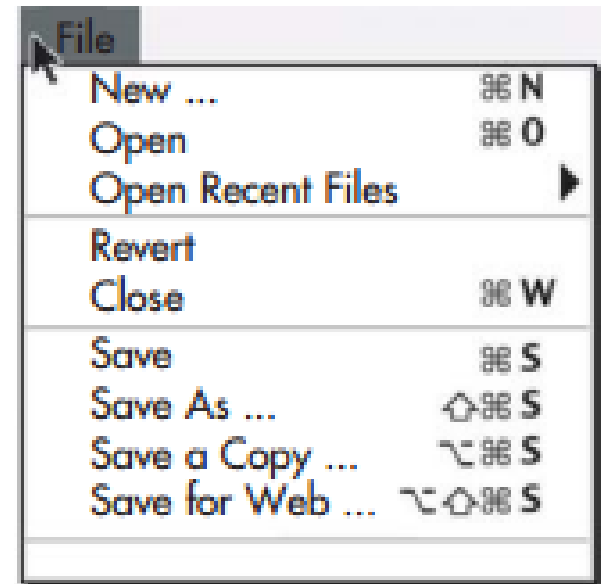 File
New ... ⌘ N
Open ⌘ O
Open Recent Files ▶
Revert
Close ⌘ W
Save ⌘ S
Save As ... ⇧⌘ S
Save a Copy ... ⌥⌘ S
Save for Web ... ⌥⇧⌘ S